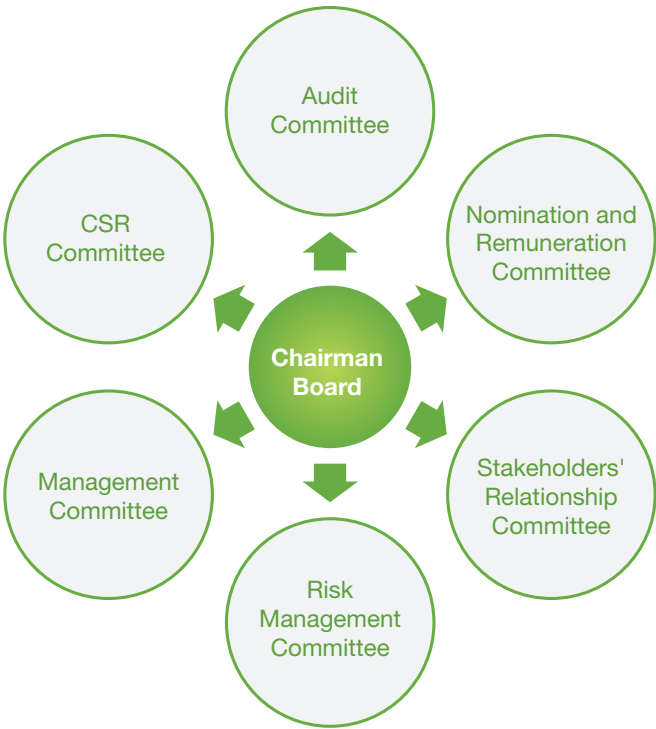 Audit
Committee
CSR
Committee
Nomination and
Remuneration
Committee
Chairman
Board
Management
Committee
Stakeholders'
Relationship
Committee
Risk
Management
Committee